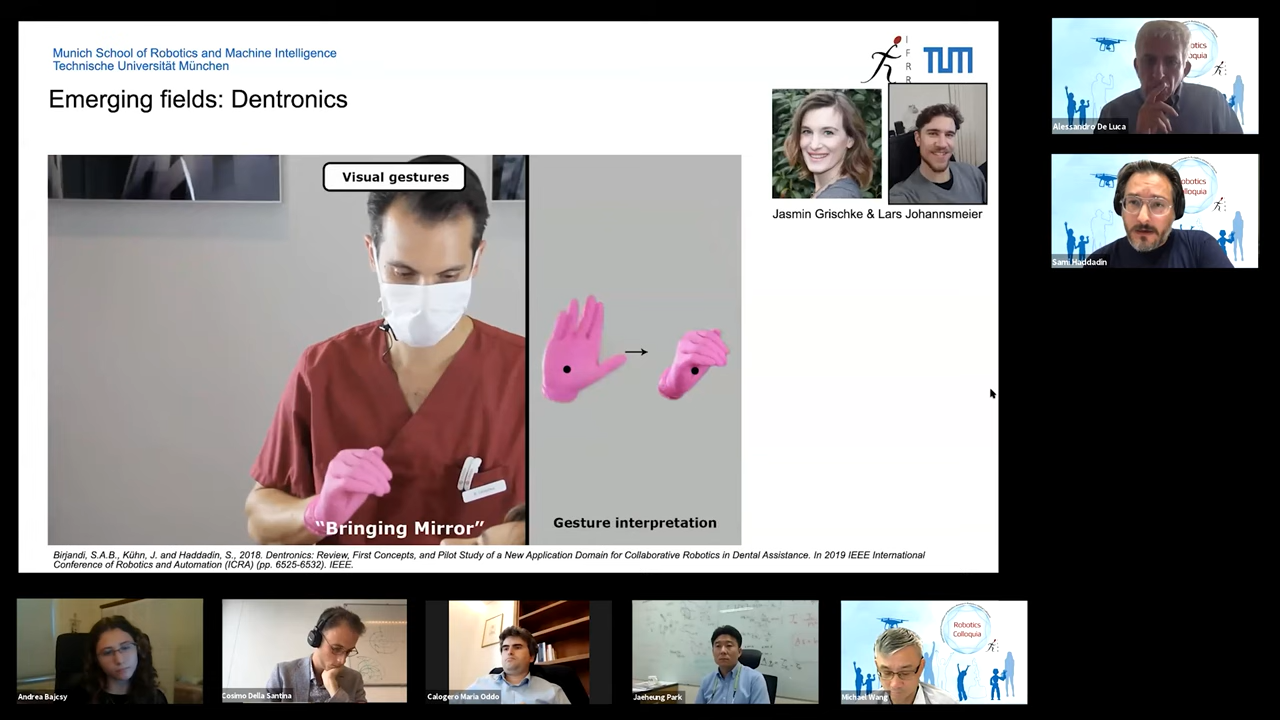 Munich School of Robotics and Machine Intelligence
Technische Universität München
IFRR
TUM
Emerging fields: Dentronics
Visual gestures
Jasmin Grischke & Lars Johannsmeier
"Bringing Mirror"
Gesture interpretation
Birjandi, S.A.B., Kühn, J. and Haddadin, S., 2018. Dentronics: Review, First Concepts, and Pilot Study of a New Application Domain for Collaborative Robotics in Dental Assistance. In 2019 IEEE International
Conference of Robotics and Automation (ICRA) (pp. 6525-6532). IEEE.
Alessandro De Luca
Sami Haddadin
Andrea Bajcsy
Cosimo Della Santina
Calogero Maria Oddo
Jaeheung Park
Robotics
Colloquia
Michael Wang